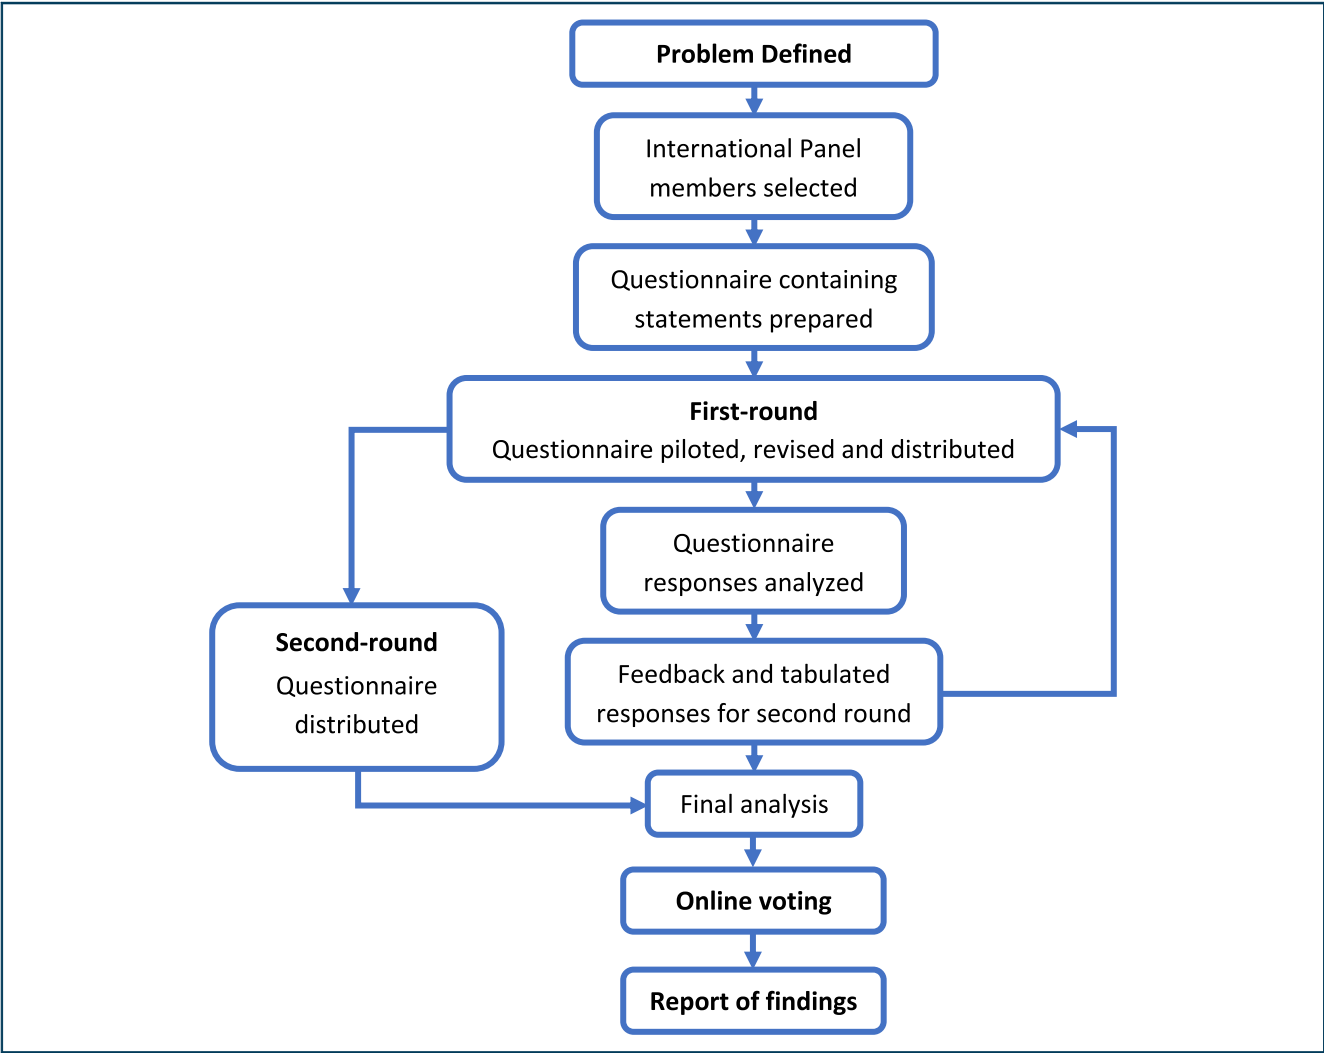 Problem Defined
International Panel
members selected
Questionnaire containing
statements prepared
First-round
Questionnaire piloted, revised and distributed
Questionnaire
responses analyzed
Second-round
Questionnaire
distributed
Feedback and tabulated
responses for second round
Final analysis
Online voting
Report of findings